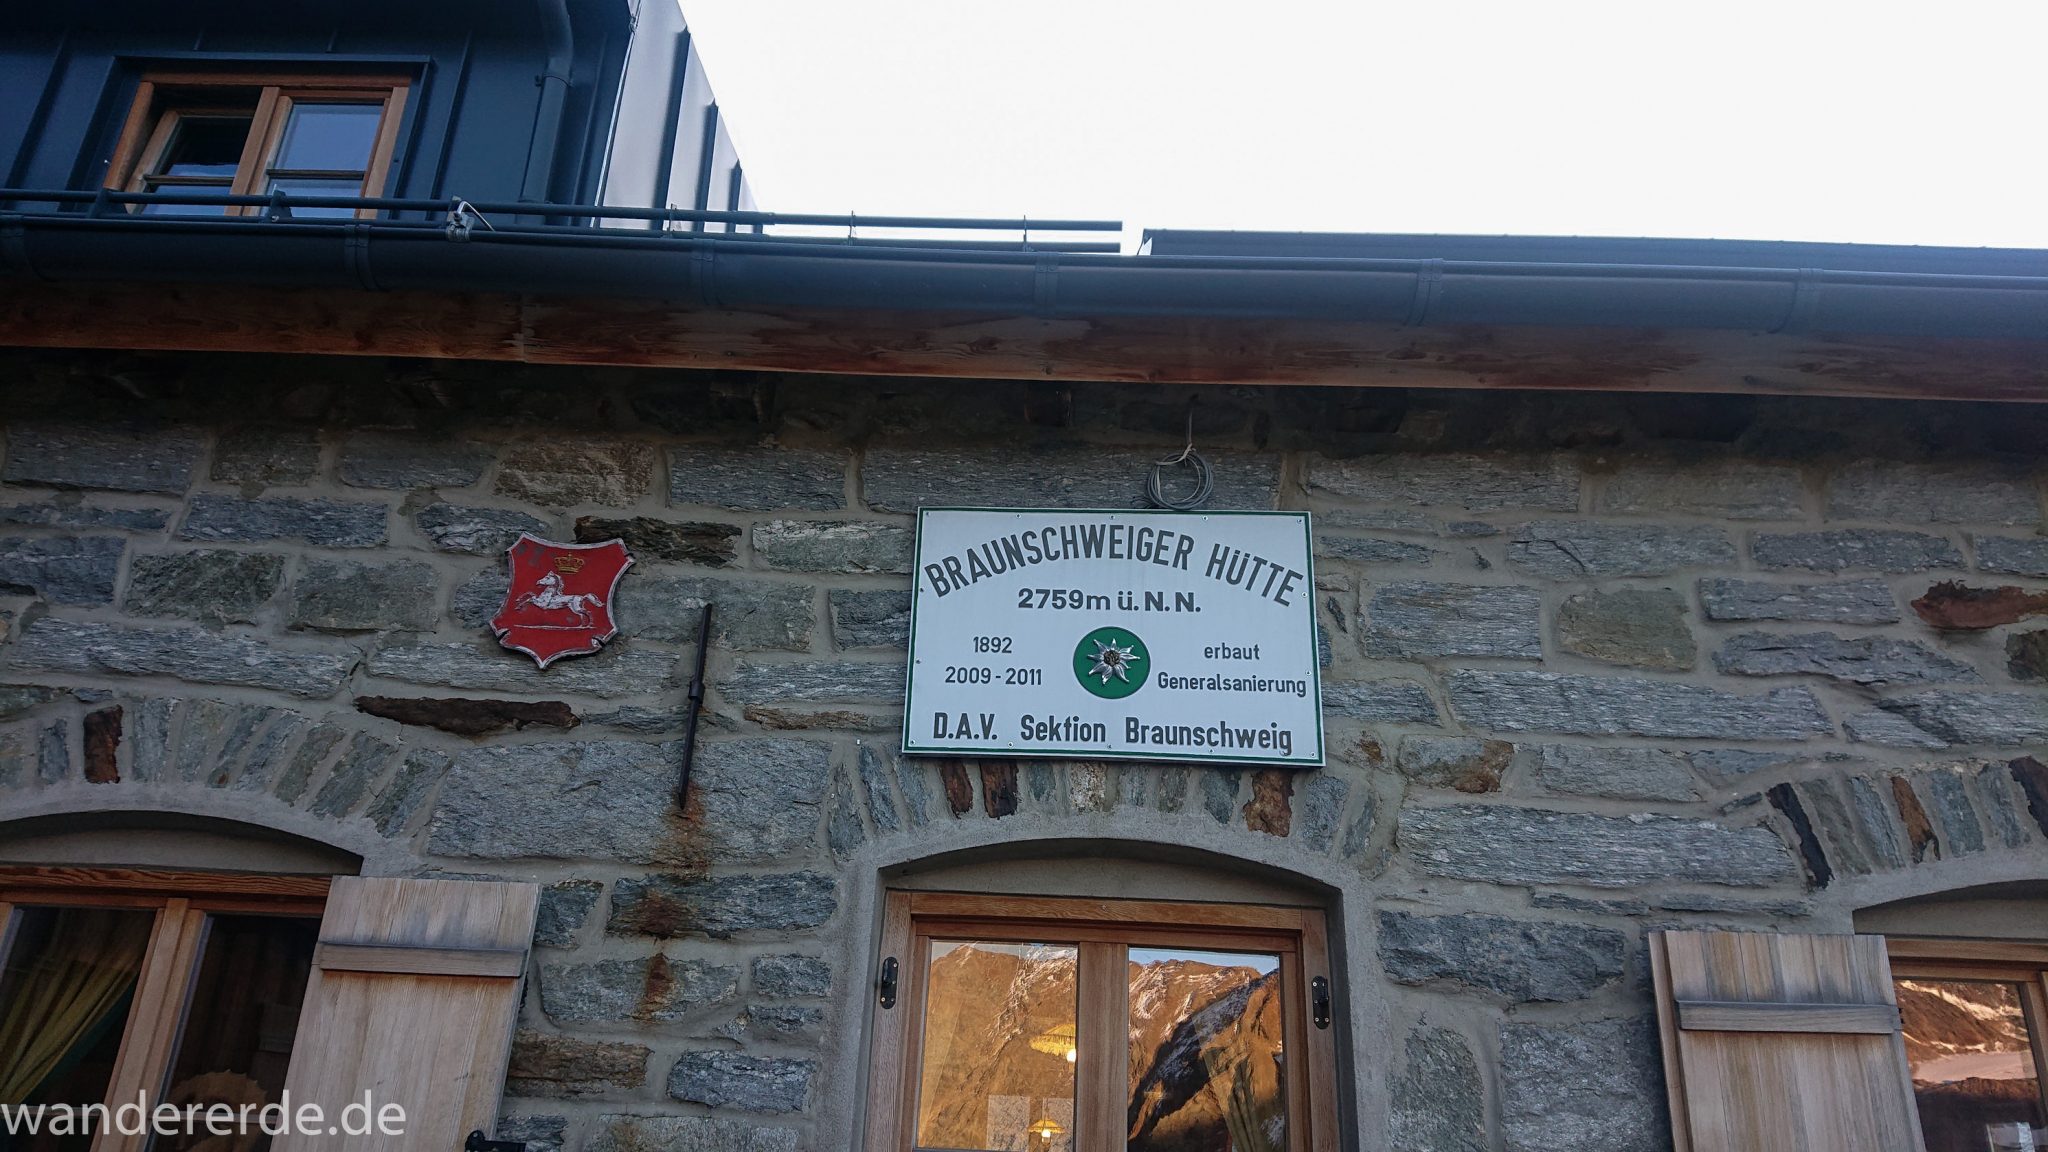 BRAUNSCHWEIGER HÜTTE
2759m ü. N. N.
1892 erbaut
2009 - 2011 Generalsanierung
D.A.V. Sektion Braunschweig
wandererde.de